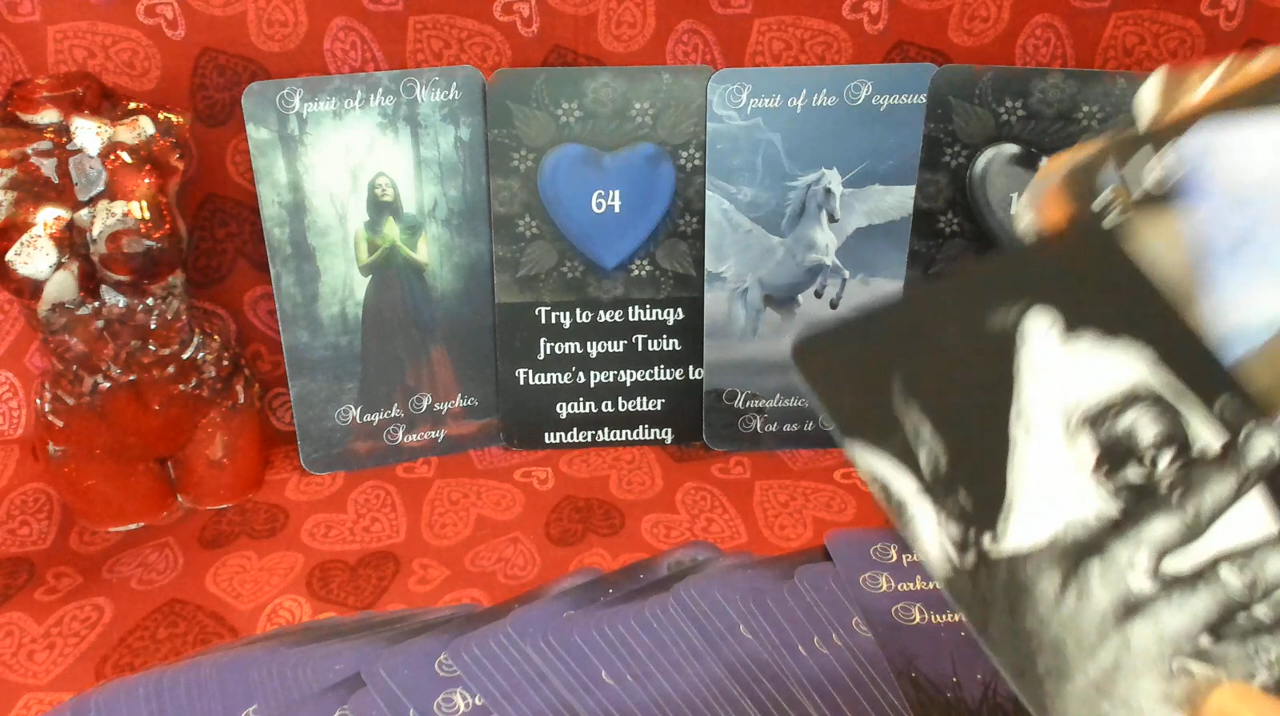 Spirit of the Witch
Magick, Psychic,
Sorcery
64
Try to see things
from your Twin
Flame's perspective to
gain a better
understanding
Spirit of the Pegasus
Unrealistic,
Not as it